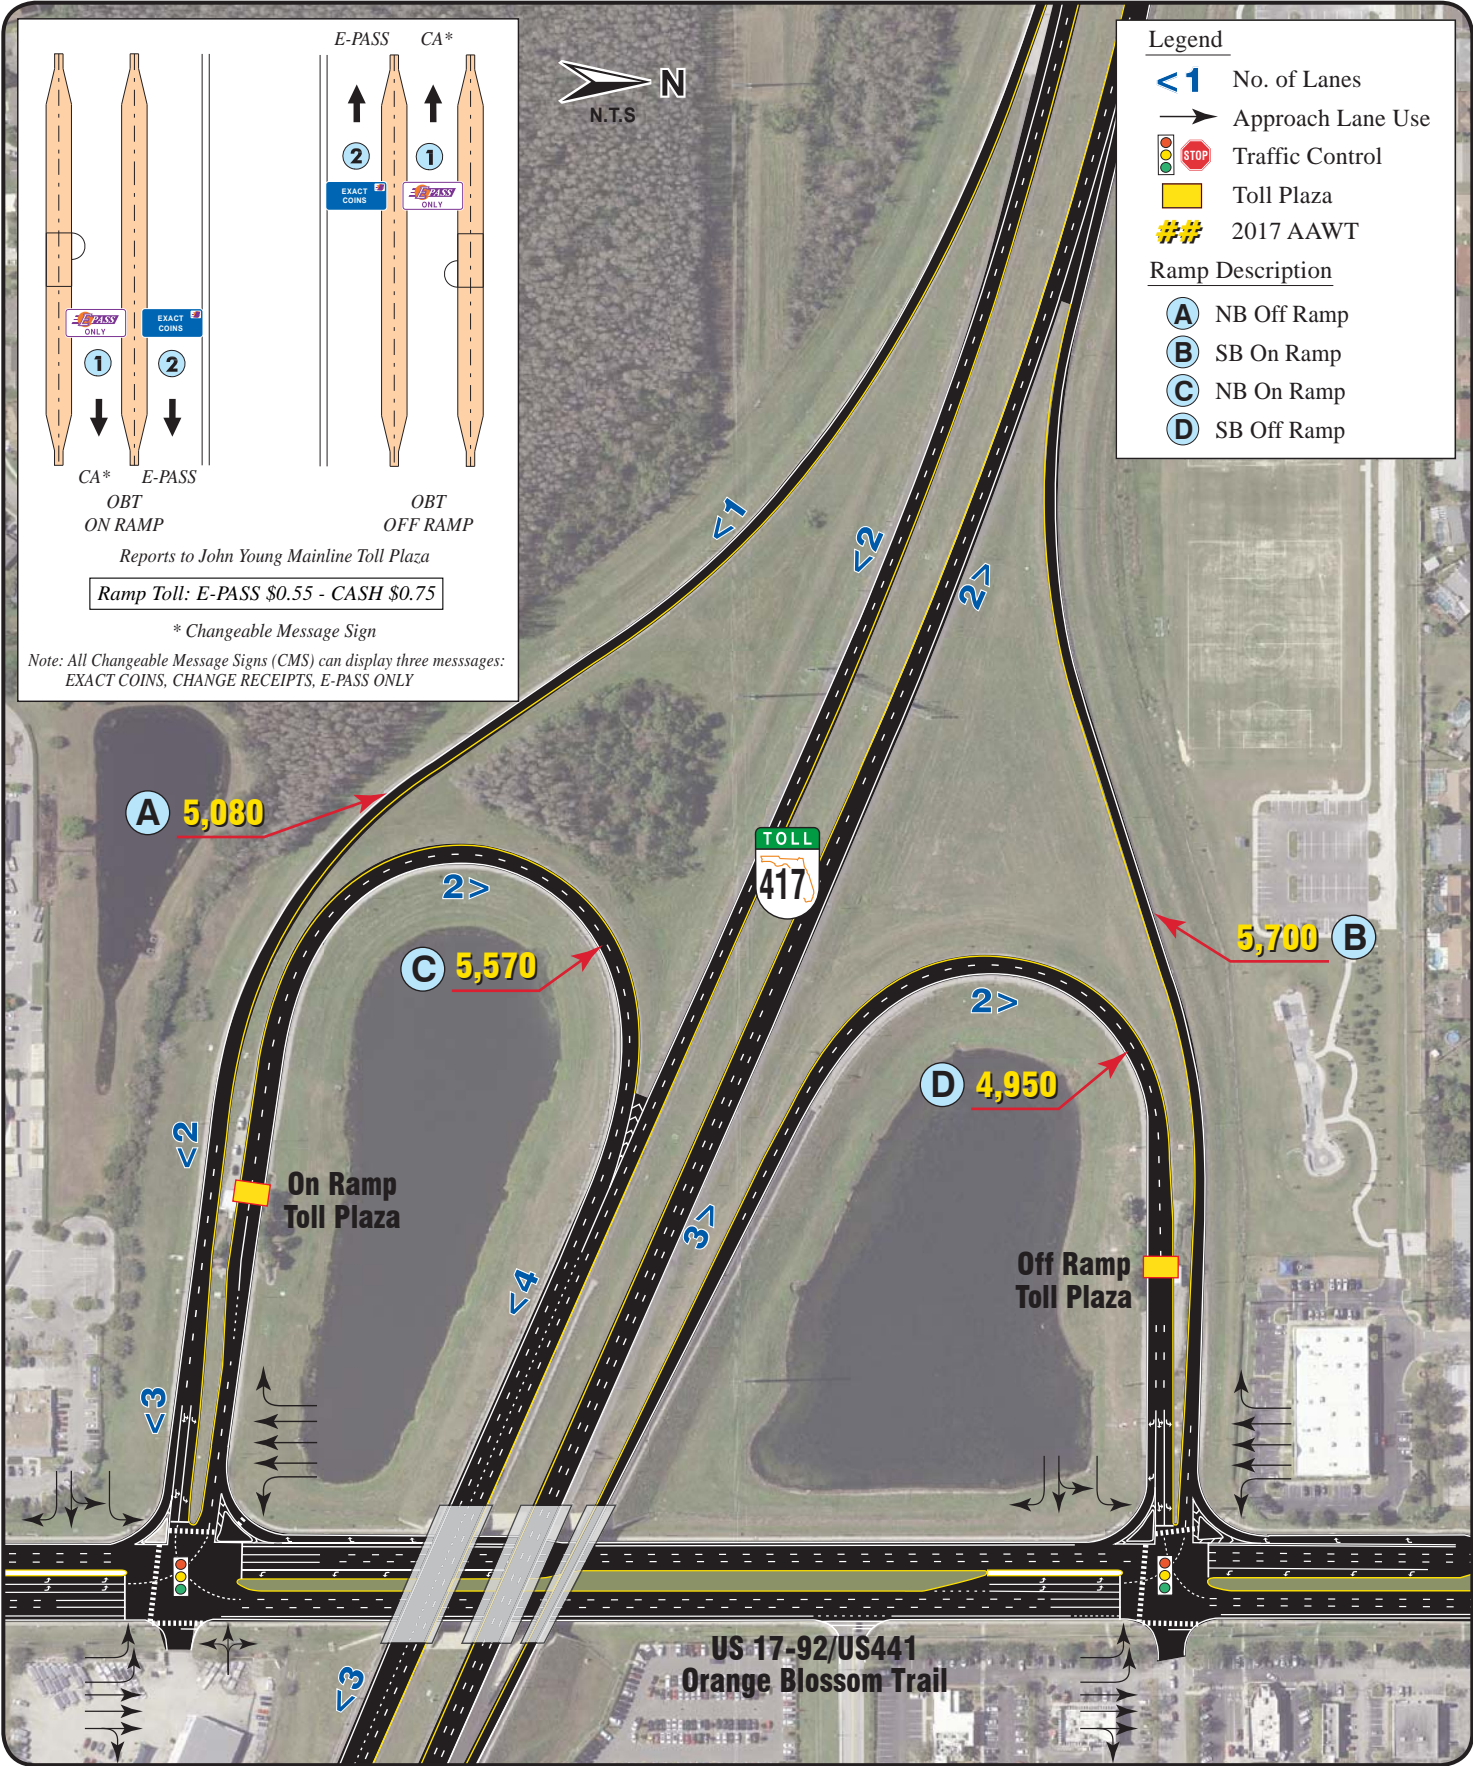 E-PASS CA*
2 1
EXACT COINS
E-PASS ONLY
E-PASS ONLY
EXACT COINS
1 2
CA* E-PASS
OBT
ON RAMP
OBT
OFF RAMP
Reports to John Young Mainline Toll Plaza
Ramp Toll: E-PASS $0.55 - CASH $0.75
* Changeable Message Sign
Note: All Changeable Message Signs (CMS) can display three messsages:
EXACT COINS, CHANGE RECEIPTS, E-PASS ONLY
N
N.T.S
Legend
<1 No. of Lanes
Approach Lane Use
STOP Traffic Control
Toll Plaza
## 2017 AAWT
Ramp Description
A NB Off Ramp
B SB On Ramp
C NB On Ramp
D SB Off Ramp
<1
<2
2>
A 5,080
TOLL
417
2>
C 5,570
5,700 B
2>
D 4,950
<2
On Ramp
Toll Plaza
3>
Off Ramp
Toll Plaza
<4
<3
US 17-92/US441
Orange Blossom Trail
<3